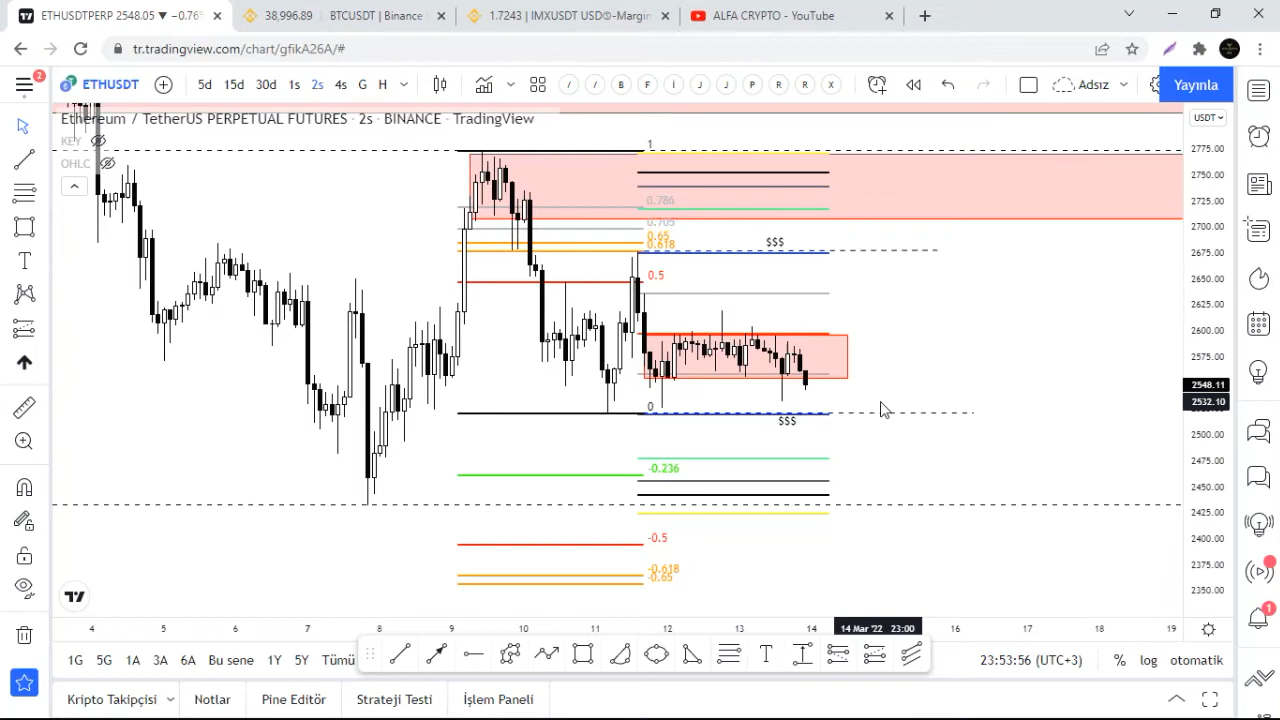 ETHUSDTPERP 2548.05 ▼ −0.76%
38,996.89 | BTCUSDT | Binance
1.7243 | IMXUSDT USD®-Margin
ALFA CRYPTO - YouTube
tr.tradingview.com/chart/gfikA26A/#
2
ETHUSDT
5d 15d 30d 1s 2s 4s G H
B F İ J J P R R X
Adsız
Yayınla
Ethereum / TetherUS PERPETUAL FUTURES · 2s · BINANCE · TradingView
USDT
KEY
OHLC
1
0.786
0.705
0.65
0.618
$$$
0.5
0
$$$
-0.236
-0.5
-0.618
-0.65
2775.00
2750.00
2725.00
2700.00
2675.00
2650.00
2625.00
2600.00
2575.00
2548.11
2532.10
2500.00
2475.00
2450.00
2425.00
2400.00
2375.00
2350.00
4 5 6 7 8 9 10 11 12 13 14 14 Mar '22 23:00 16 17 18 19
1G 5G 1A 3A 6A Bu sene 1Y 5Y Tümü
23:53:56 (UTC+3) % log otomatik
1
Kripto Takipçisi Notlar Pine Editör Strateji Testi İşlem Paneli